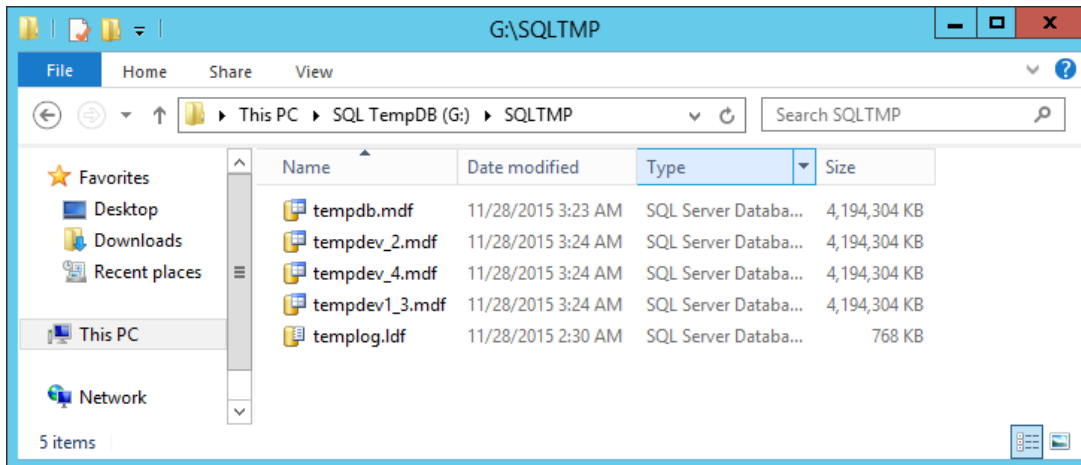 G:\SQLTMP
File Home Share View
This PC SQL TempDB (G:) SQLTMP Search SQLTMP
Name Date modified Type Size
Favorites
Desktop
Downloads
Recent places
This PC
Network
tempdb.mdf 11/28/2015 3:23 AM SQL Server Databa... 4,194,304 KB
tempdev_2.mdf 11/28/2015 3:24 AM SQL Server Databa... 4,194,304 KB
tempdev_4.mdf 11/28/2015 3:24 AM SQL Server Databa... 4,194,304 KB
tempdev1_3.mdf 11/28/2015 3:24 AM SQL Server Databa... 4,194,304 KB
templog.ldf 11/28/2015 2:30 AM SQL Server Databa... 768 KB
5 items